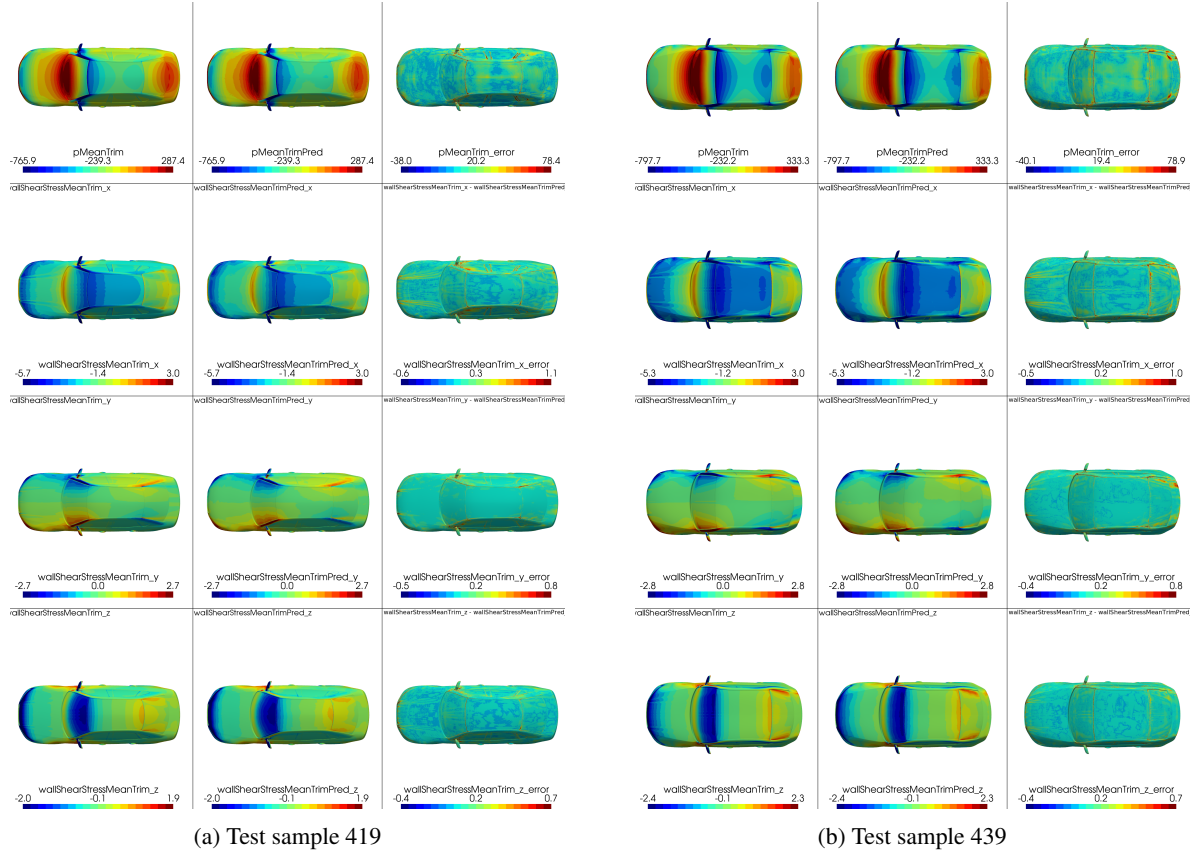 pMeanTrim
-765.9 -239.3 287.4
pMeanTrimPred
-765.9 -239.3 287.4
pMeanTrim_error
-38.0 20.2 78.4
pMeanTrim
-797.7 -232.2 333.3
pMeanTrimPred
-797.7 -232.2 333.3
pMeanTrim_error
-40.1 19.4 78.9
vallShearStressMeanTrim_x
wallShearStressMeanTrimPred_x
wallShearStressMeanTrim_x - wallShearStressMeanTrimPred
vallShearStressMeanTrim_x
wallShearStressMeanTrimPred_x
wallShearStressMeanTrim_x - wallShearStressMeanTrimPred
wallShearStressMeanTrim_x
-5.7 -1.4 3.0
wallShearStressMeanTrimPred_x
-5.7 -1.4 3.0
wallShearStressMeanTrim_x_error
-0.6 0.3 1.1
wallShearStressMeanTrim_x
-5.3 -1.2 3.0
wallShearStressMeanTrimPred_x
-5.3 -1.2 3.0
wallShearStressMeanTrim_x_error
-0.5 0.2 1.0
vallShearStressMeanTrim_y
wallShearStressMeanTrimPred_y
wallShearStressMeanTrim_y - wallShearStressMeanTrimPred
vallShearStressMeanTrim_y
wallShearStressMeanTrimPred_y
wallShearStressMeanTrim_y - wallShearStressMeanTrimPred
wallShearStressMeanTrim_y
-2.7 0.0 2.7
wallShearStressMeanTrimPred_y
-2.7 0.0 2.7
wallShearStressMeanTrim_y_error
-0.5 0.2 0.8
wallShearStressMeanTrim_y
-2.8 0.0 2.8
wallShearStressMeanTrimPred_y
-2.8 0.0 2.8
wallShearStressMeanTrim_y_error
-0.4 0.2 0.8
vallShearStressMeanTrim_z
wallShearStressMeanTrimPred_z
wallShearStressMeanTrim_z - wallShearStressMeanTrimPred
vallShearStressMeanTrim_z
wallShearStressMeanTrimPred_z
wallShearStressMeanTrim_z - wallShearStressMeanTrimPred
wallShearStressMeanTrim_z
-2.0 -0.1 1.9
wallShearStressMeanTrimPred_z
-2.0 -0.1 1.9
wallShearStressMeanTrim_z_error
-0.4 0.2 0.7
wallShearStressMeanTrim_z
-2.4 -0.1 2.3
wallShearStressMeanTrimPred_z
-2.4 -0.1 2.3
wallShearStressMeanTrim_z_error
-0.4 0.2 0.7
(a) Test sample 419
(b) Test sample 439